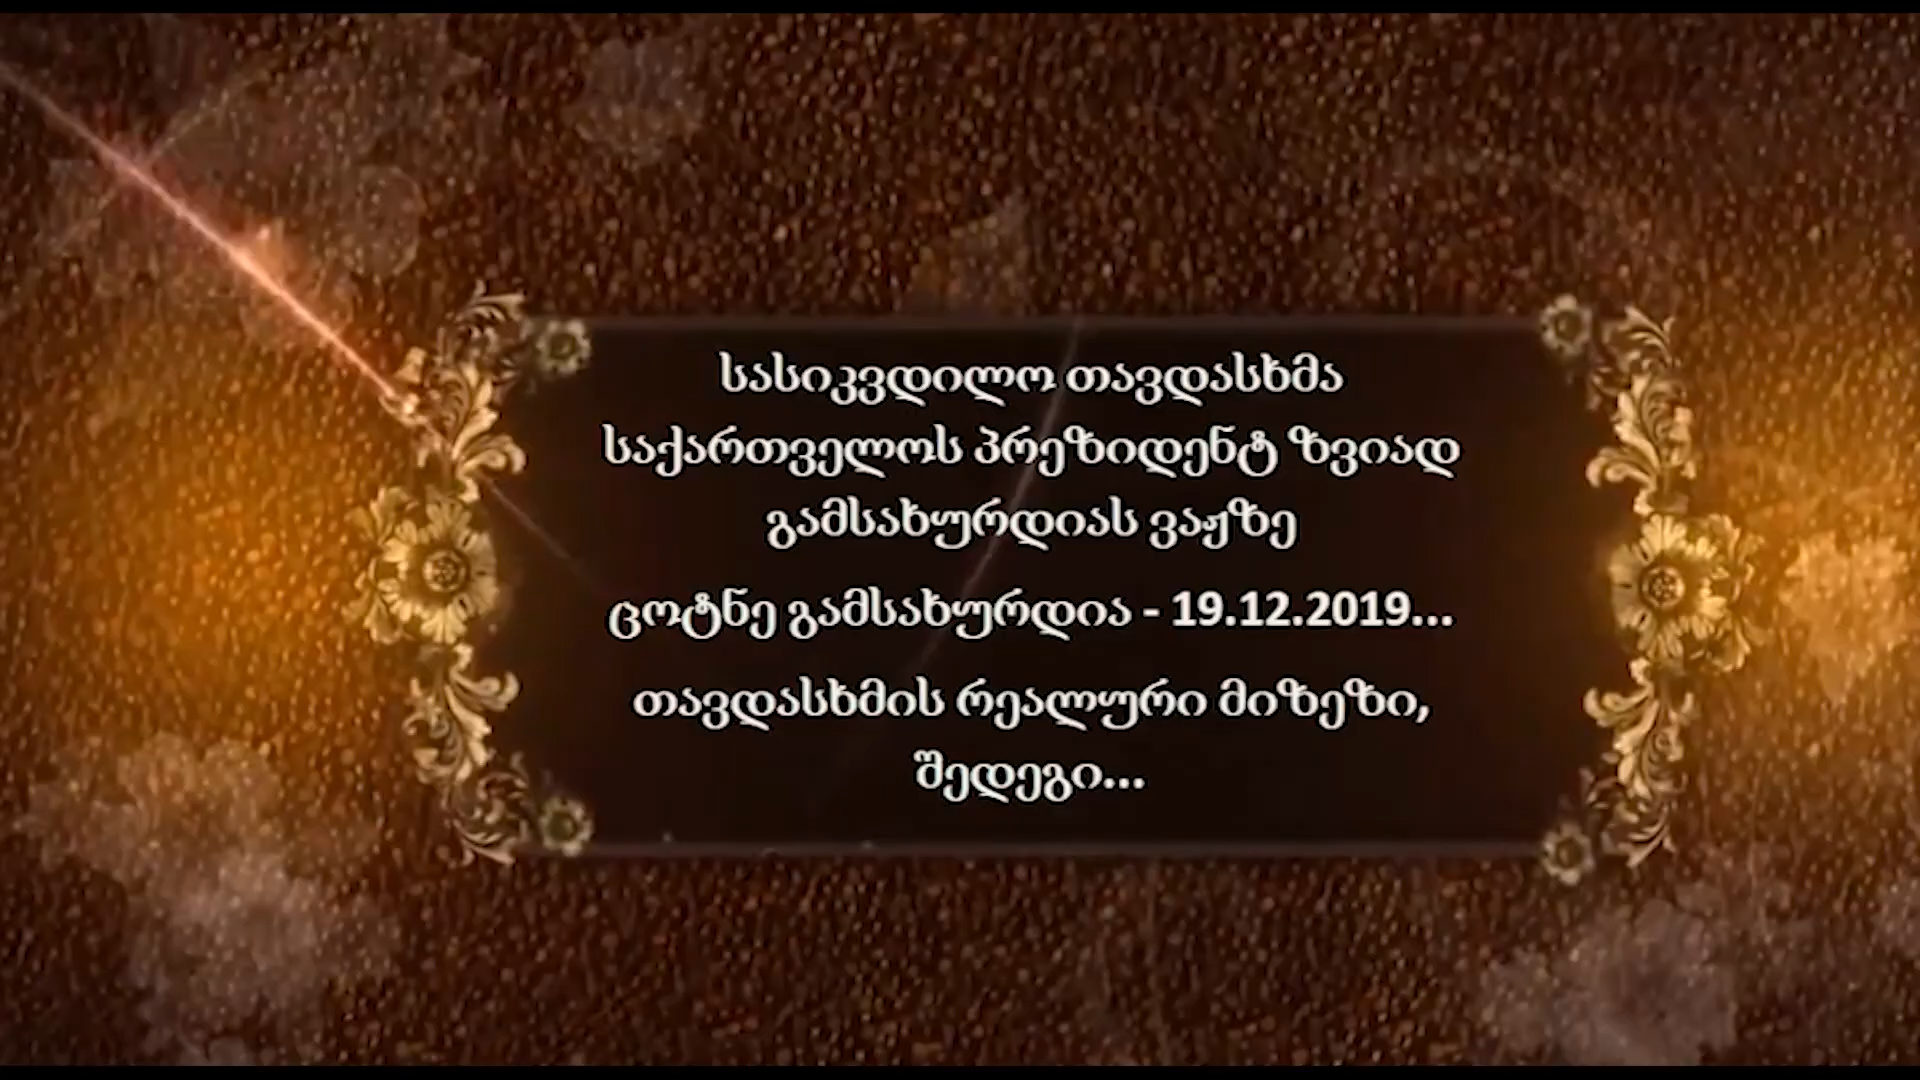 სასიკვდილო თავდასხმა
საქართველოს პრეზიდენტ ზვიად
გამსახურდიას ვაჟზე
ცოტნე გამსახურდია - 19.12.2019...
თავდასხმის რეალური მიზეზი,
შედეგი...